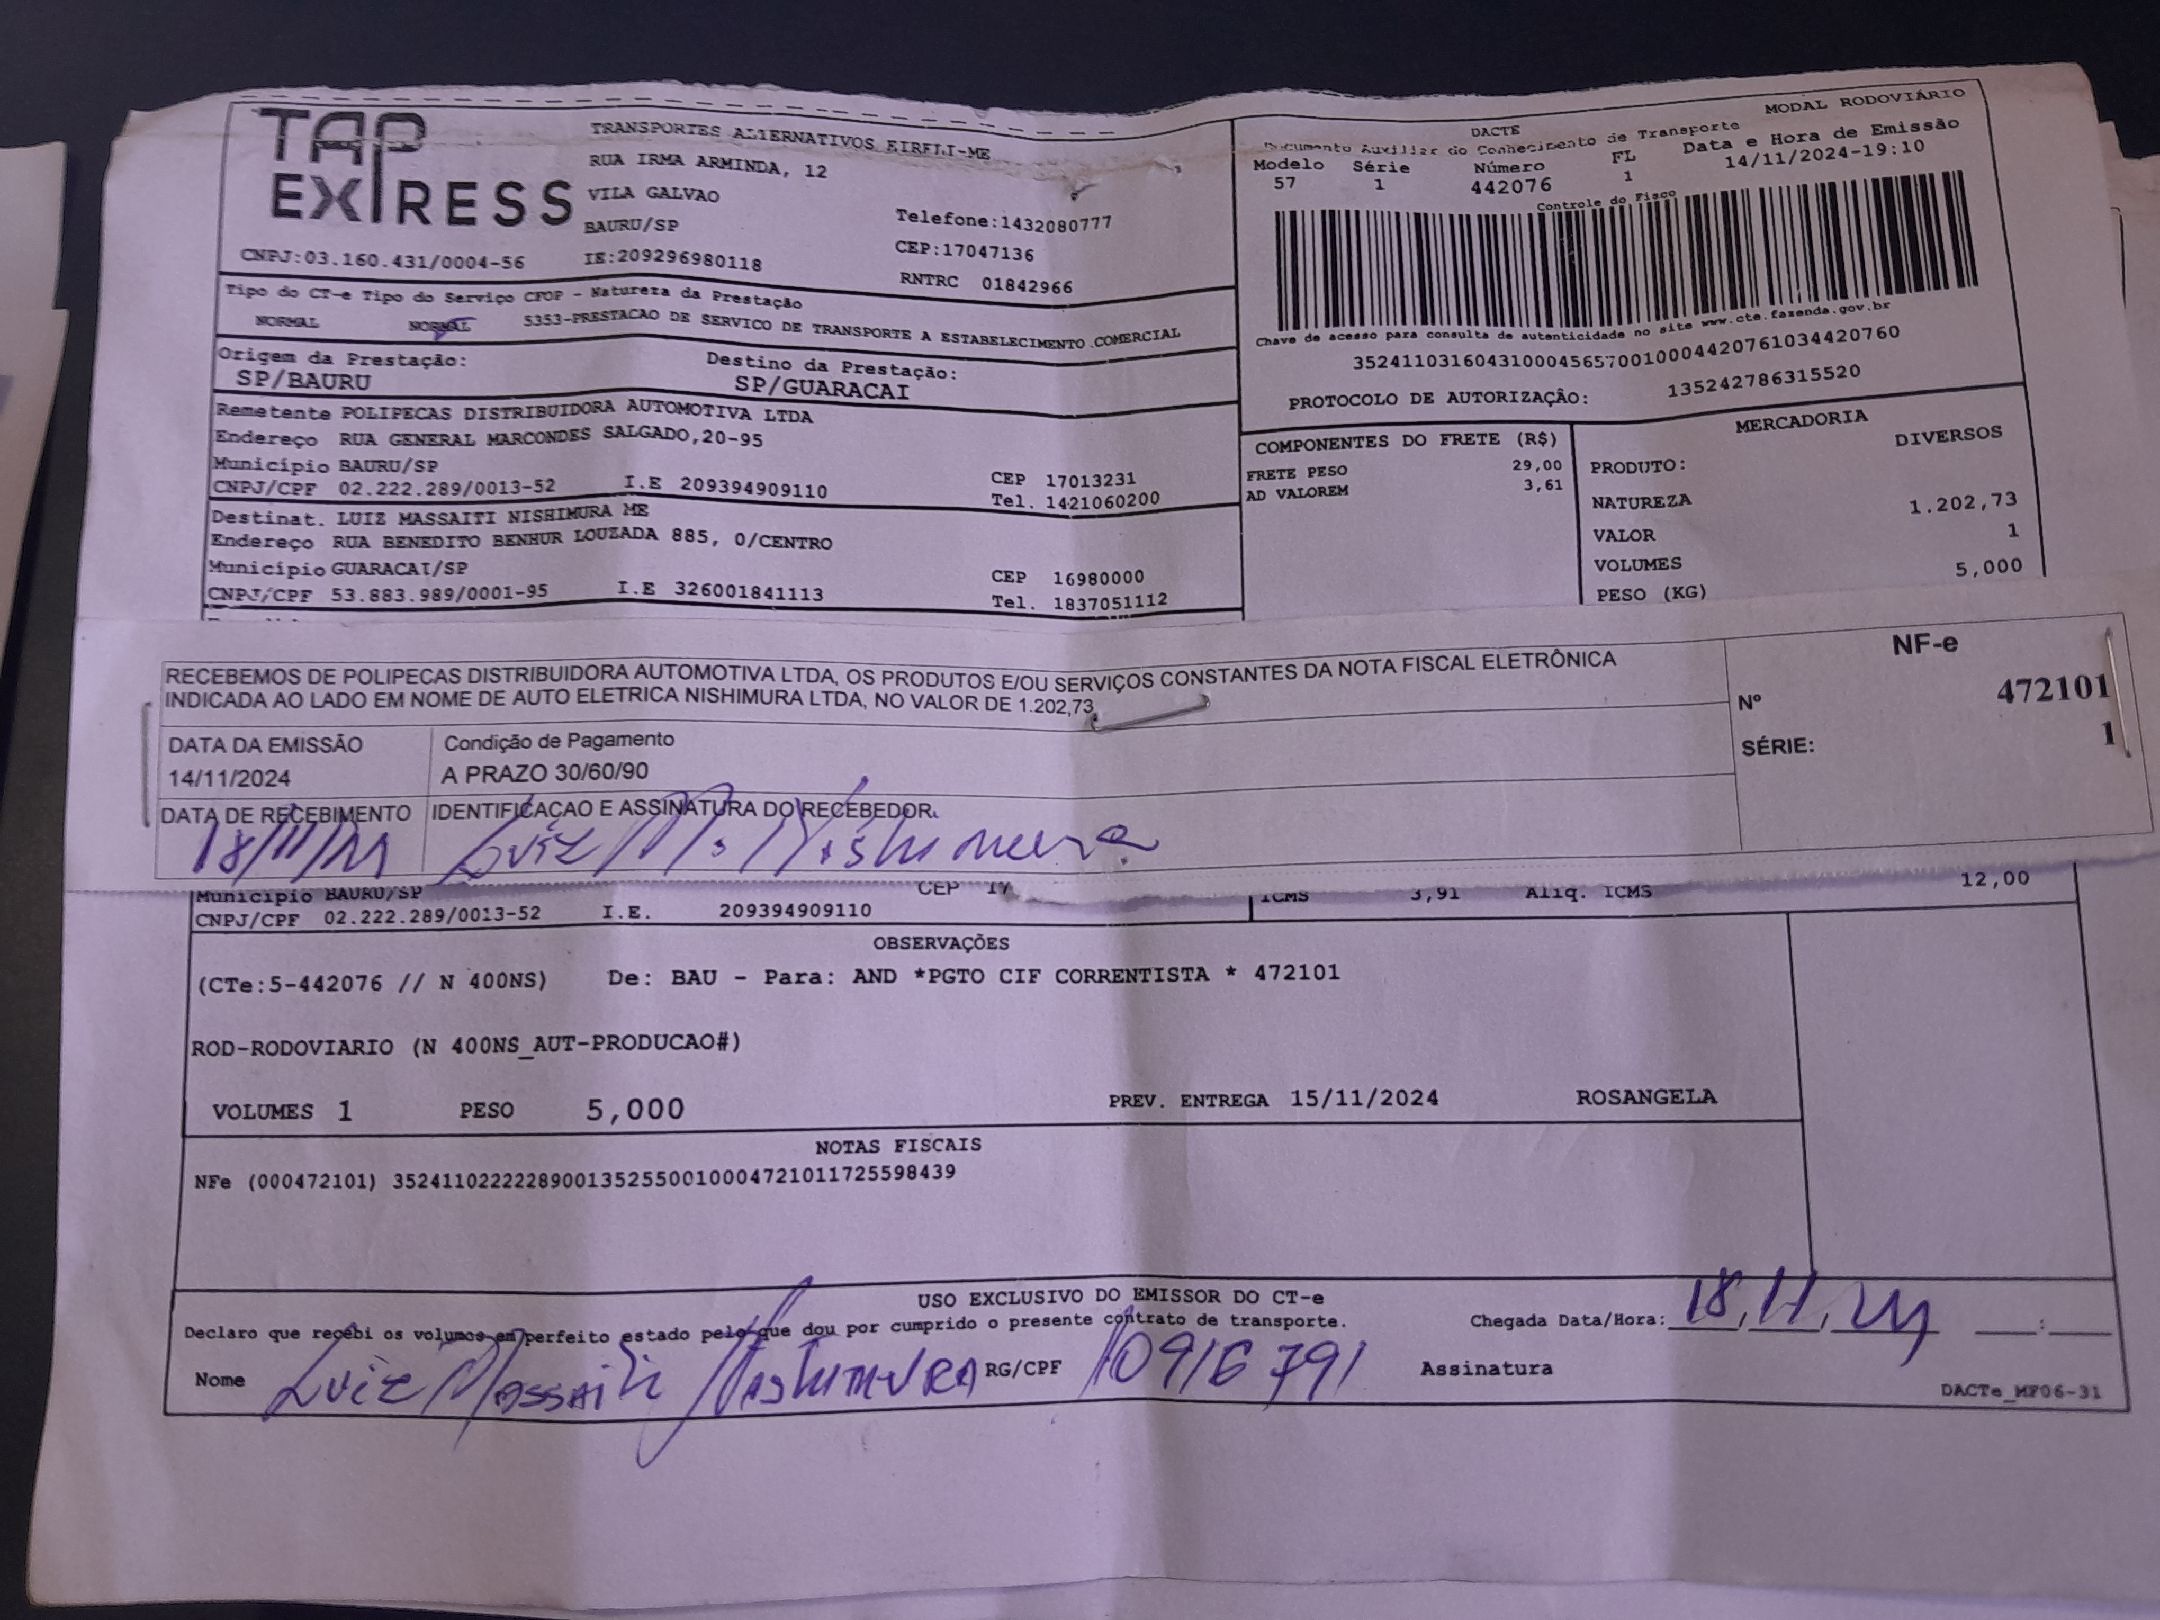 TAP EXPRESS
TRANSPORTES ALTERNATIVOS EIRELI-ME
RUA IRMA ARMINDA, 12
VILA GALVAO
BAURU/SP
Telefone:1432080777
CEP:17047136
CNPJ:03.160.431/0004-56 IE:209296980118
RNTRC 01842966
DACTE
MODAL RODOVIÁRIO
Documento Auxiliar do Conhecimento de Transporte
Modelo Série Número FL Data e Hora de Emissão
57 1 442076 1 14/11/2024-19:10
Controle do Fisco
Chave de acesso para consulta de autenticidade no site www.cte.fazenda.gov.br
35241103160431000456570010004420761034420760
PROTOCOLO DE AUTORIZAÇÃO: 135242786315520
Tipo do CT-e Tipo do Serviço CFOP - Natureza da Prestação
NORMAL NORMAL 5353-PRESTACAO DE SERVICO DE TRANSPORTE A ESTABELECIMENTO COMERCIAL
Origem da Prestação: Destino da Prestação:
SP/BAURU SP/GUARACAI
Remetente POLIPECAS DISTRIBUIDORA AUTOMOTIVA LTDA
Endereço RUA GENERAL MARCONDES SALGADO,20-95
Município BAURU/SP CEP 17013231
CNPJ/CPF 02.222.289/0013-52 I.E 209394909110 Tel. 1421060200
Destinat. LUIZ MASSAITI NISHIMURA ME
Endereço RUA BENEDITO BENHUR LOUZADA 885, 0/CENTRO
Município GUARACAI/SP CEP 16980000
CNPJ/CPF 53.883.989/0001-95 I.E 326001841113 Tel. 1837051112
COMPONENTES DO FRETE (R$)
FRETE PESO 29,00
AD VALOREM 3,61
MERCADORIA
PRODUTO: DIVERSOS
NATUREZA
VALOR 1.202,73
VOLUMES 1
PESO (KG) 5,000
RECEBEMOS DE POLIPECAS DISTRIBUIDORA AUTOMOTIVA LTDA, OS PRODUTOS E/OU SERVIÇOS CONSTANTES DA NOTA FISCAL ELETRÔNICA
INDICADA AO LADO EM NOME DE AUTO ELETRICA NISHIMURA LTDA, NO VALOR DE 1.202,73
NF-e
Nº 472101
SÉRIE: 1
DATA DA EMISSÃO Condição de Pagamento
14/11/2024 A PRAZO 30/60/90
DATA DE RECEBIMENTO IDENTIFICAÇAO E ASSINATURA DO RECEBEDOR.
18/11/24 Luiz M. Nishimura
Município BAURU/SP CEP 17
CNPJ/CPF 02.222.289/0013-52 I.E. 209394909110
ICMS 3,91 Aliq. ICMS 12,00
OBSERVAÇÕES
(CTe:5-442076 // N 400NS) De: BAU - Para: AND *PGTO CIF CORRENTISTA * 472101
ROD-RODOVIARIO (N 400NS_AUT-PRODUCAO#)
VOLUMES 1 PESO 5,000 PREV. ENTREGA 15/11/2024 ROSANGELA
NOTAS FISCAIS
NFe (000472101) 35241102222289001352550010004721011725598439
USO EXCLUSIVO DO EMISSOR DO CT-e
Declaro que recebi os volumes em perfeito estado pelo que dou por cumprido o presente contrato de transporte.
Chegada Data/Hora: 18,11,24 __:__
Nome Luiz Massaiti Nishimura RG/CPF 10916791 Assinatura
DACTe_MF06-31